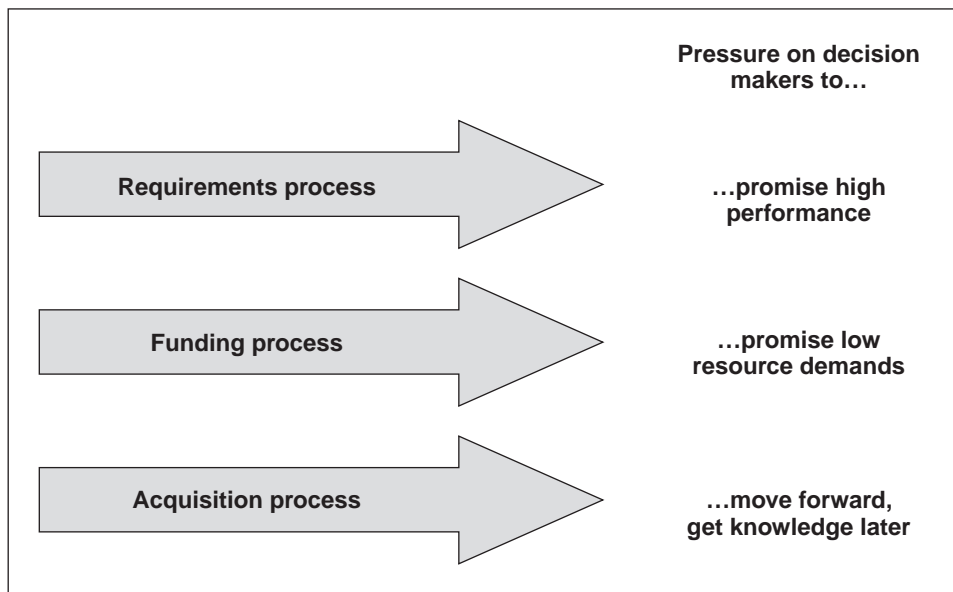 Pressure on decision
makers to…
Requirements process
…promise high
performance
Funding process
…promise low
resource demands
Acquisition process
…move forward,
get knowledge later